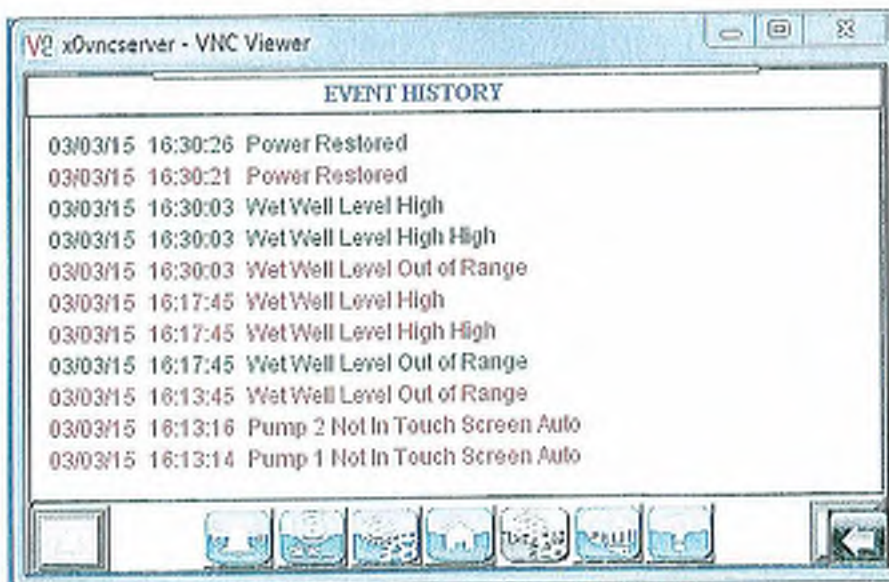 x0vncserver - VNC Viewer
EVENT HISTORY
03/03/15 16:30:26 Power Restored
03/03/15 16:30:21 Power Restored
03/03/15 16:30:03 Wet Well Level High
03/03/15 16:30:03 Wet Well Level High High
03/03/15 16:30:03 Wet Well Level Out of Range
03/03/15 16:17:45 Wet Well Level High
03/03/15 16:17:45 Wet Well Level High High
03/03/15 16:17:45 Wet Well Level Out of Range
03/03/15 16:13:45 Wet Well Level Out of Range
03/03/15 16:13:16 Pump 2 Not In Touch Screen Auto
03/03/15 16:13:14 Pump 1 Not In Touch Screen Auto